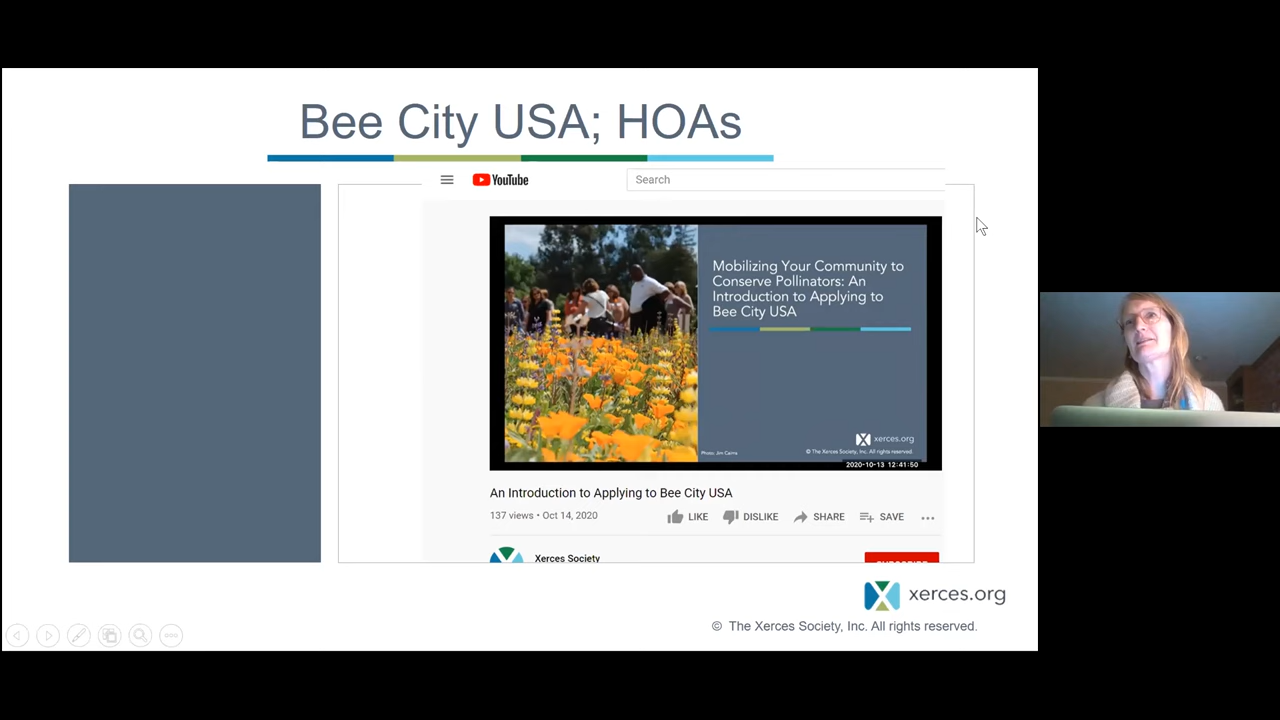 Bee City USA; HOAs
YouTube
Search
Mobilizing Your Community to
Conserve Pollinators: An
Introduction to Applying to
Bee City USA
xerces.org
Photo: Jim Cairns
© The Xerces Society, Inc. All rights reserved.
2020-10-13 12:41:50
An Introduction to Applying to Bee City USA
137 views • Oct 14, 2020
LIKE
DISLIKE
SHARE
SAVE
Xerces Society
xerces.org
© The Xerces Society, Inc. All rights reserved.